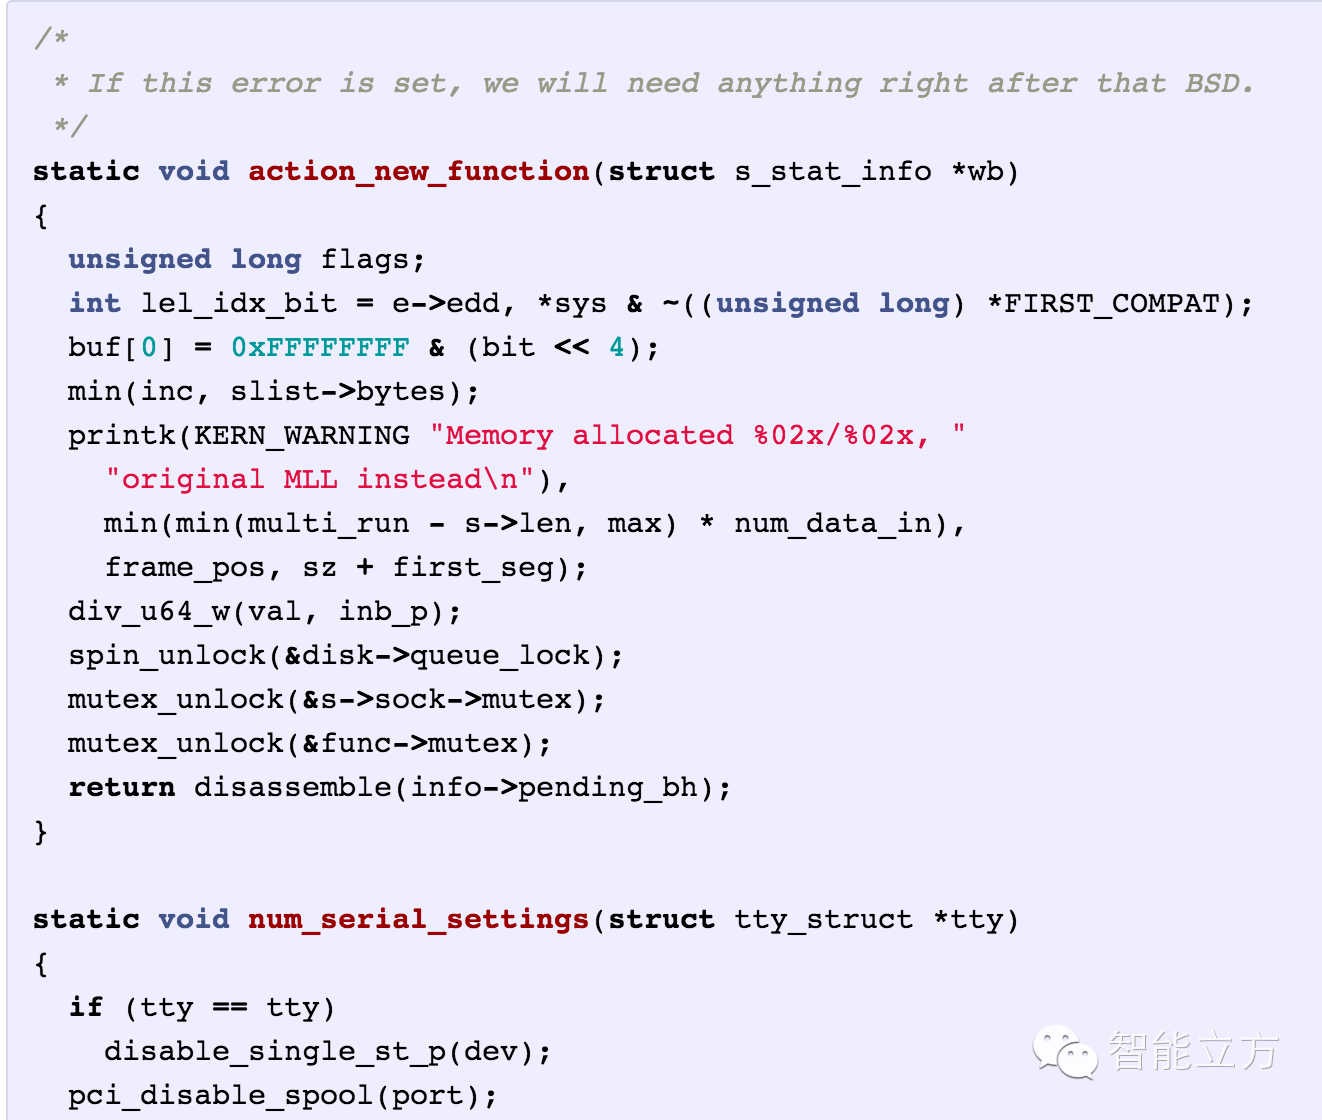 /*
 * If this error is set, we will need anything right after that BSD.
 */
static void action_new_function(struct s_stat_info *wb)
{
  unsigned long flags;
  int lel_idx_bit = e->edd, *sys & ~((unsigned long) *FIRST_COMPAT);
  buf[0] = 0xFFFFFFFF & (bit << 4);
  min(inc, slist->bytes);
  printk(KERN_WARNING "Memory allocated %02x/%02x, "
    "original MLL instead\n"),
    min(min(multi_run - s->len, max) * num_data_in),
    frame_pos, sz + first_seg);
  div_u64_w(val, inb_p);
  spin_unlock(&disk->queue_lock);
  mutex_unlock(&s->sock->mutex);
  mutex_unlock(&func->mutex);
  return disassemble(info->pending_bh);
}

static void num_serial_settings(struct tty_struct *tty)
{
  if (tty == tty)
    disable_single_st_p(dev);
  pci_disable_spool(port);
智能立方